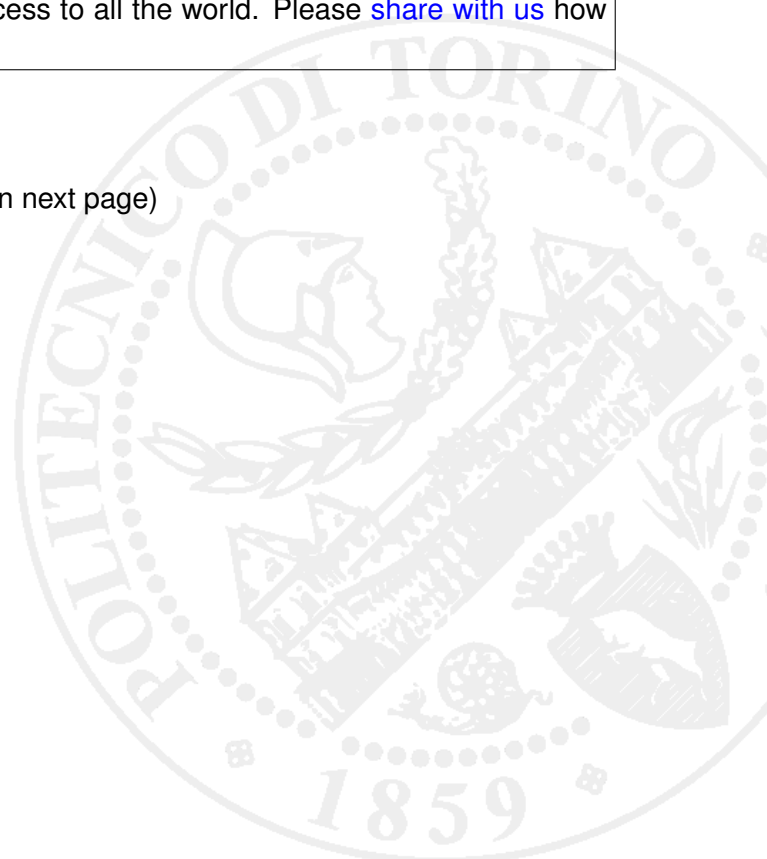 cess to all the world. Please share with us how
n next page)
POLITECNICO DI TORINO
1859